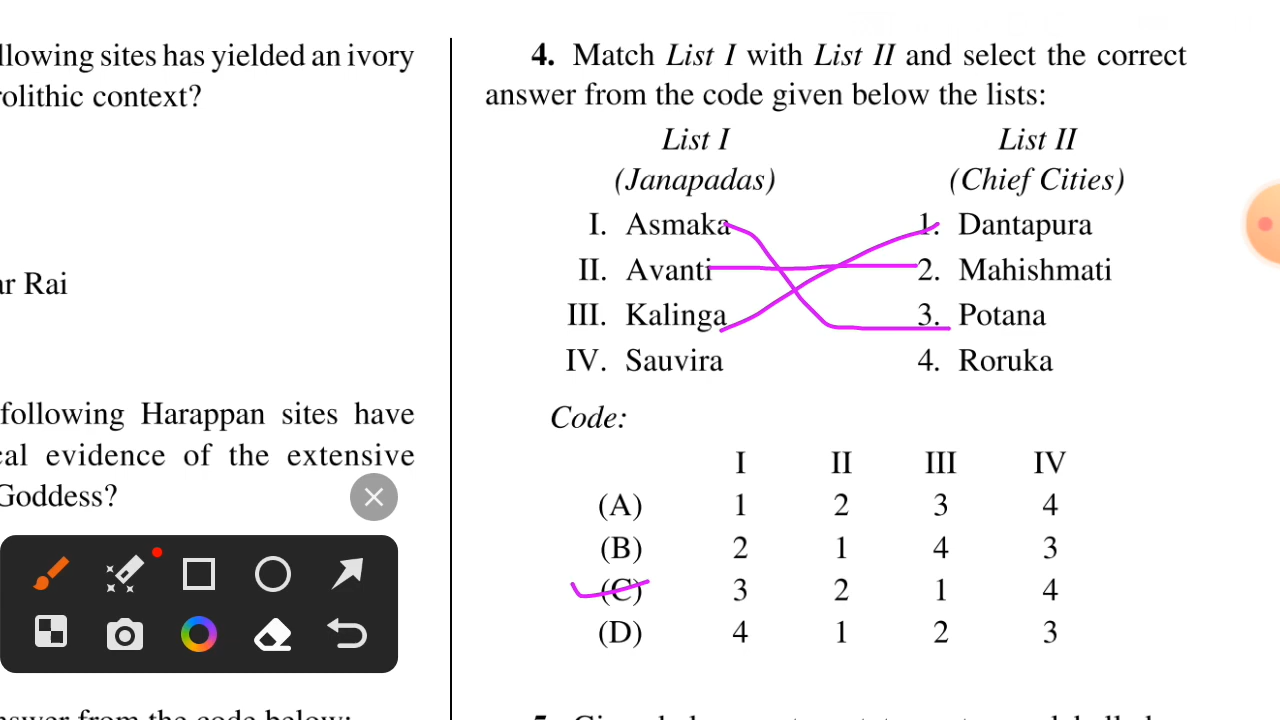 llowing sites has yielded an ivory
rolithic context?
ar Rai
following Harappan sites have
cal evidence of the extensive
Goddess?
4. Match List I with List II and select the correct
answer from the code given below the lists:
List I List II
(Janapadas) (Chief Cities)
I. Asmaka 1. Dantapura
II. Avanti 2. Mahishmati
III. Kalinga 3. Potana
IV. Sauvira 4. Roruka
Code:
I II III IV
(A) 1 2 3 4
(B) 2 1 4 3
(C) 3 2 1 4
(D) 4 1 2 3